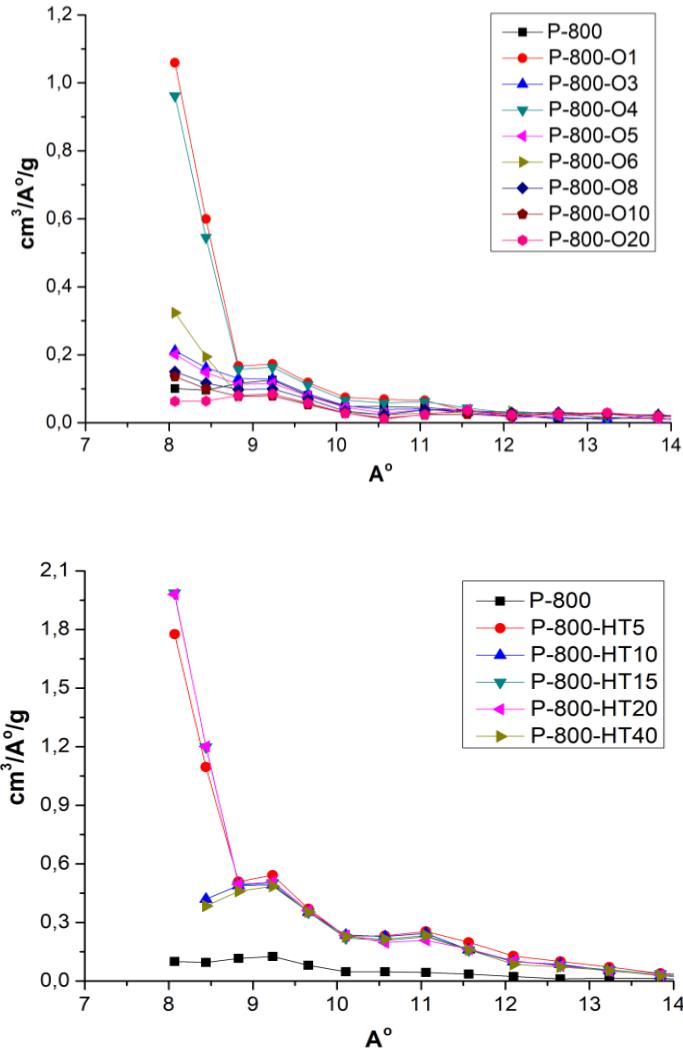 1,2
1,0
0,8
0,6
0,4
0,2
0,0
cm³/A°/g
7 8 9 10 11 12 13 14
A°
P-800
P-800-O1
P-800-O3
P-800-O4
P-800-O5
P-800-O6
P-800-O8
P-800-O10
P-800-O20
2,1
1,8
1,5
1,2
0,9
0,6
0,3
0,0
cm³/A°/g
7 8 9 10 11 12 13 14
A°
P-800
P-800-HT5
P-800-HT10
P-800-HT15
P-800-HT20
P-800-HT40